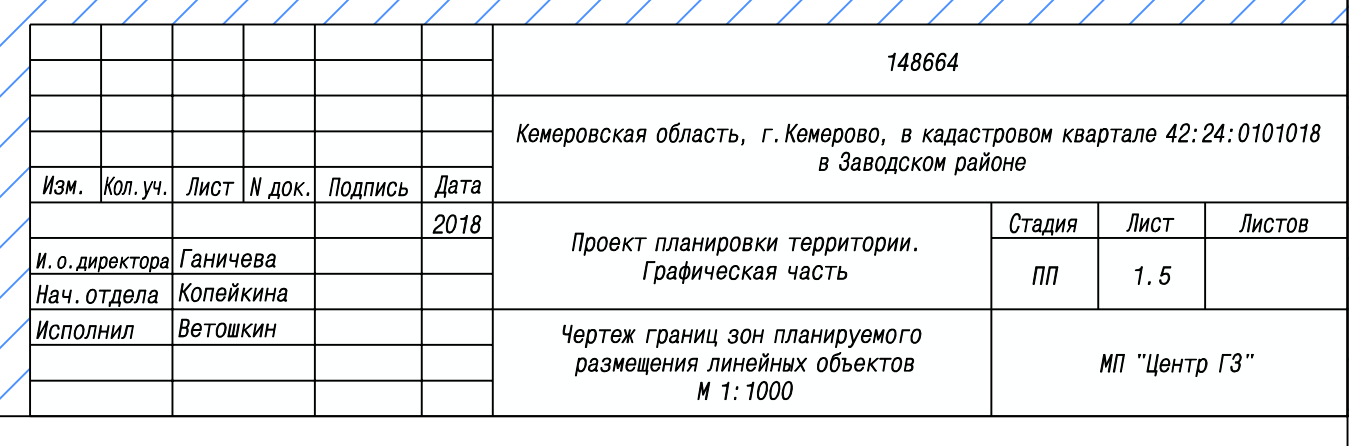 148664
Кемеровская область, г.Кемерово, в кадастровом квартале 42:24:0101018
в Заводском районе
Изм. Кол.уч. Лист N док. Подпись Дата
2018
Проект планировки территории.
Графическая часть
Стадия Лист Листов
ПП 1.5
И.о.директора Ганичева
Нач.отдела Копейкина
Исполнил Ветошкин
Чертеж границ зон планируемого
размещения линейных объектов
М 1:1000
МП "Центр ГЗ"